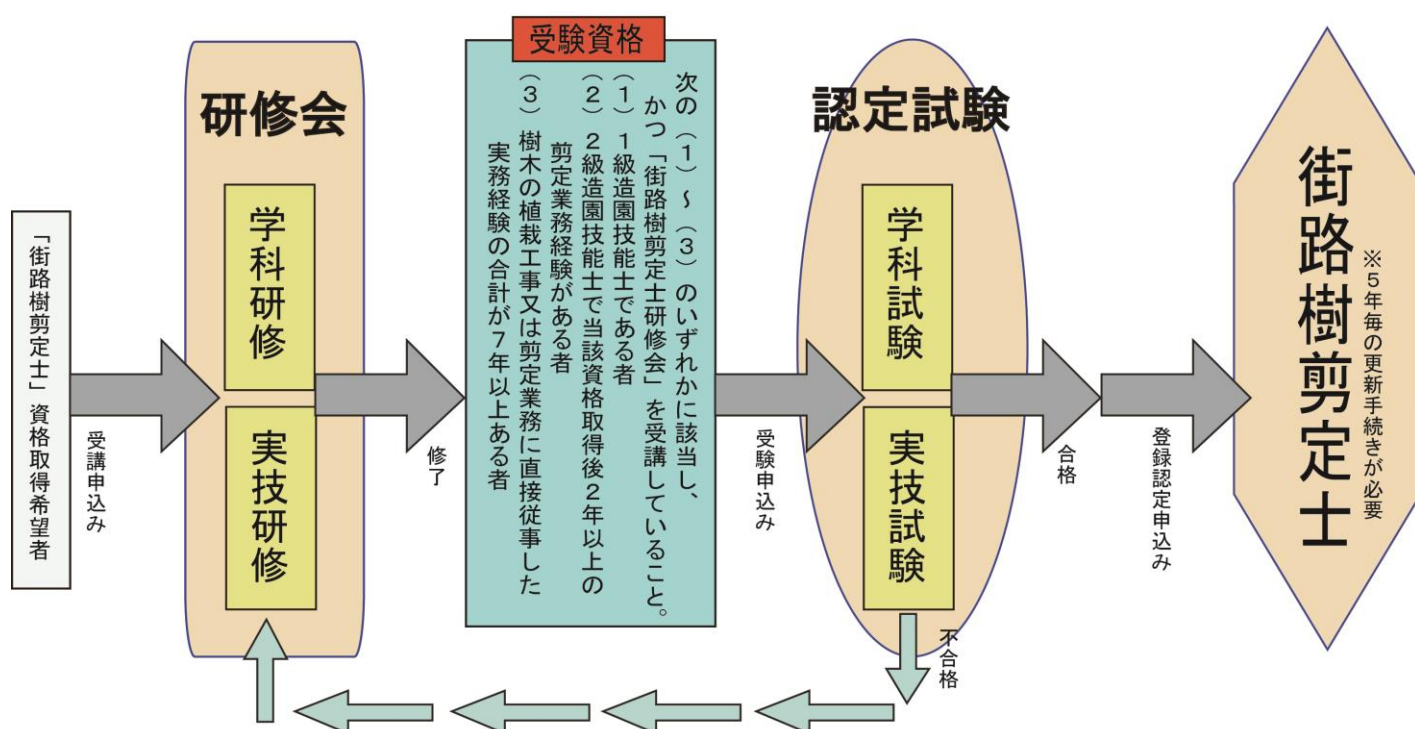 「街路樹剪定士」資格取得希望者
受講申込み
研修会
学科研修
実技研修
修了
受験資格
次の(1)~(3)のいずれかに該当し、
かつ「街路樹剪定士研修会」を受講していること。
(1)1級造園技能士である者
(2)2級造園技能士で当該資格取得後2年以上の
剪定業務経験がある者
(3)樹木の植栽工事又は剪定業務に直接従事した
実務経験の合計が7年以上ある者
受験申込み
認定試験
学科試験
実技試験
不合格
合格
登録認定申込み
街路樹剪定士
※5年毎の更新手続きが必要